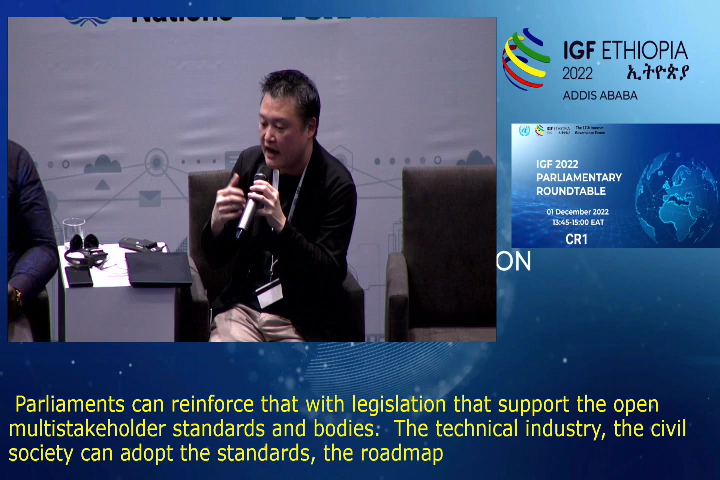 Nations
IGF ETHIOPIA
2022 ኢትዮጵያ
ADDIS ABABA
IGF 2022
PARLIAMENTARY
ROUNDTABLE
01 December 2022
13:45-15:00 EAT
CR1
ON
Parliaments can reinforce that with legislation that support the open
multistakeholder standards and bodies. The technical industry, the civil
society can adopt the standards, the roadmap